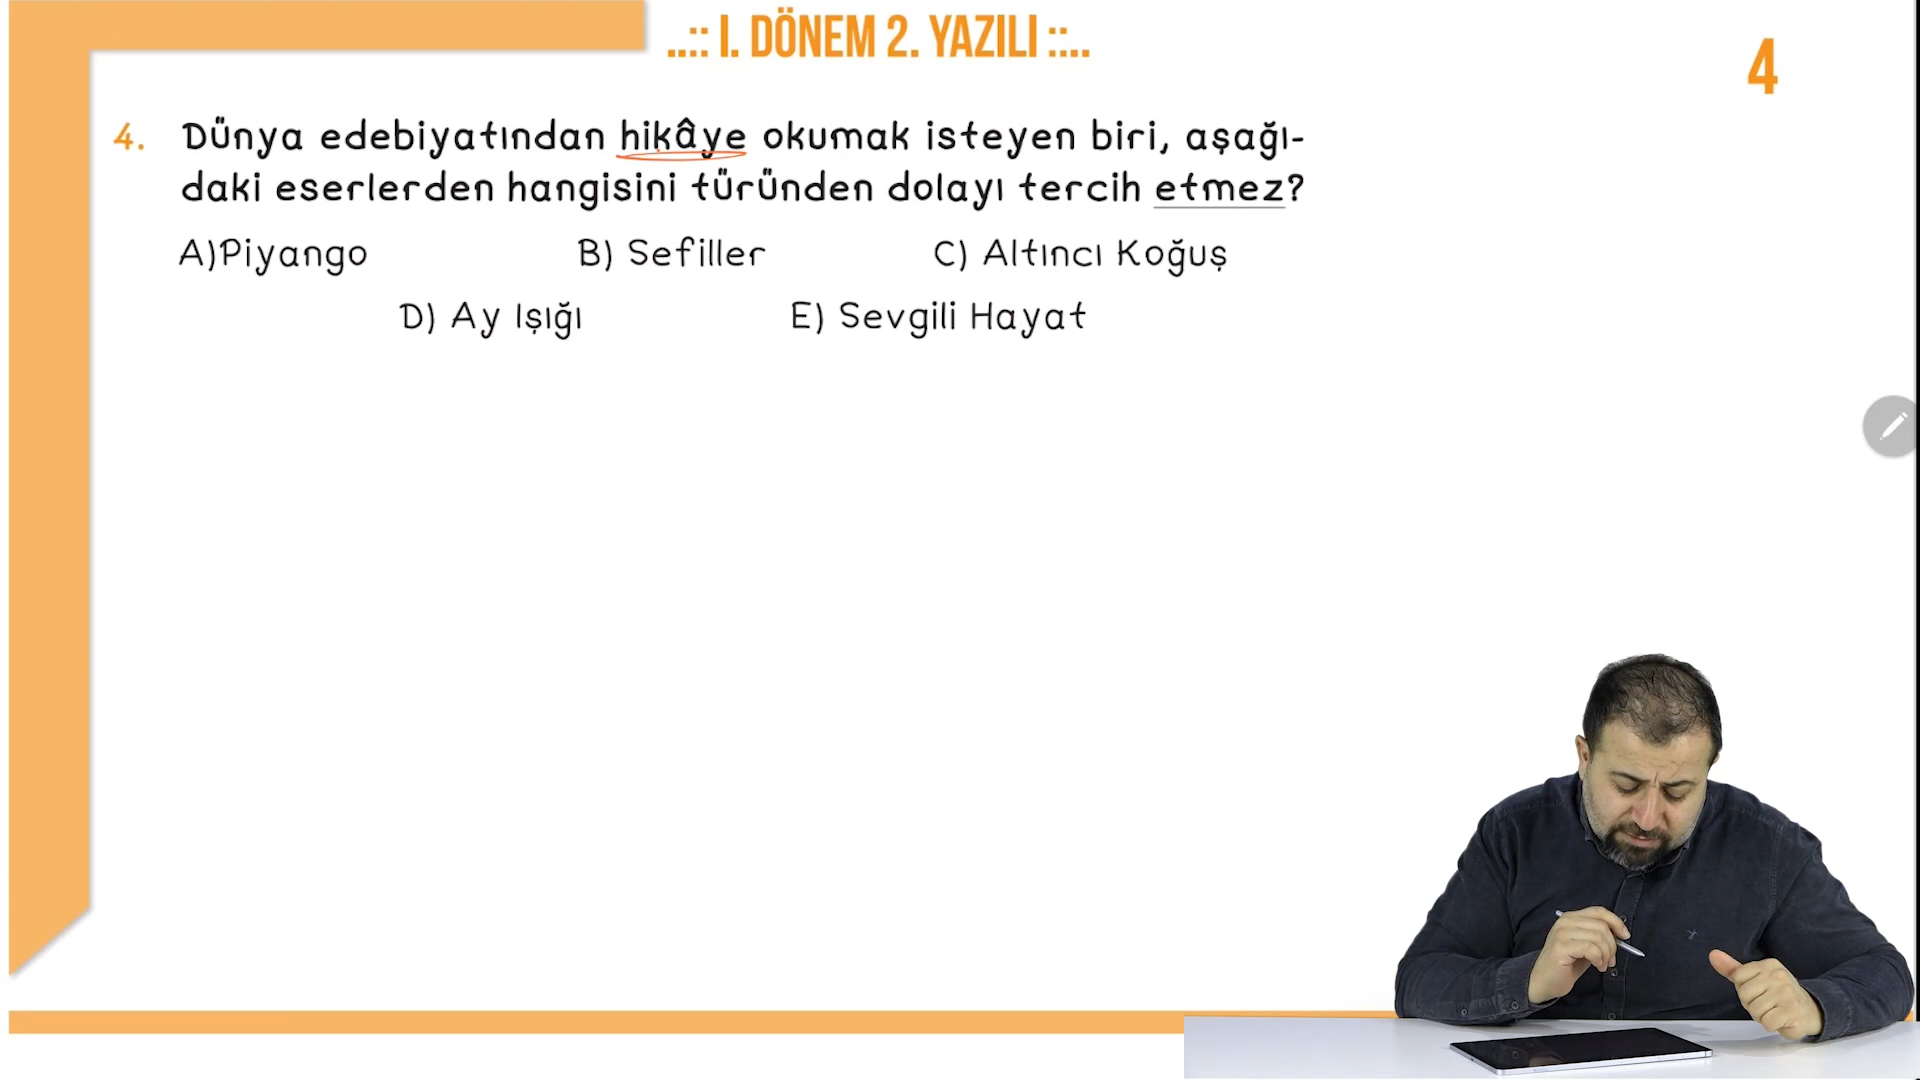 ..:: I. DÖNEM 2. YAZILI ::..
4
4. Dünya edebiyatından hikâye okumak isteyen biri, aşağı-
daki eserlerden hangisini türünden dolayı tercih etmez?
A)Piyango B) Sefiller C) Altıncı Koğuş
D) Ay Işığı E) Sevgili Hayat